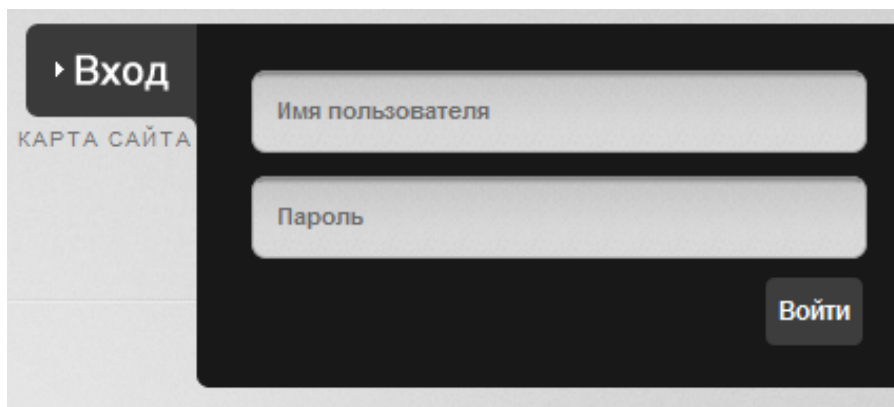 Вход
КАРТА САЙТА
Имя пользователя
Пароль
Войти